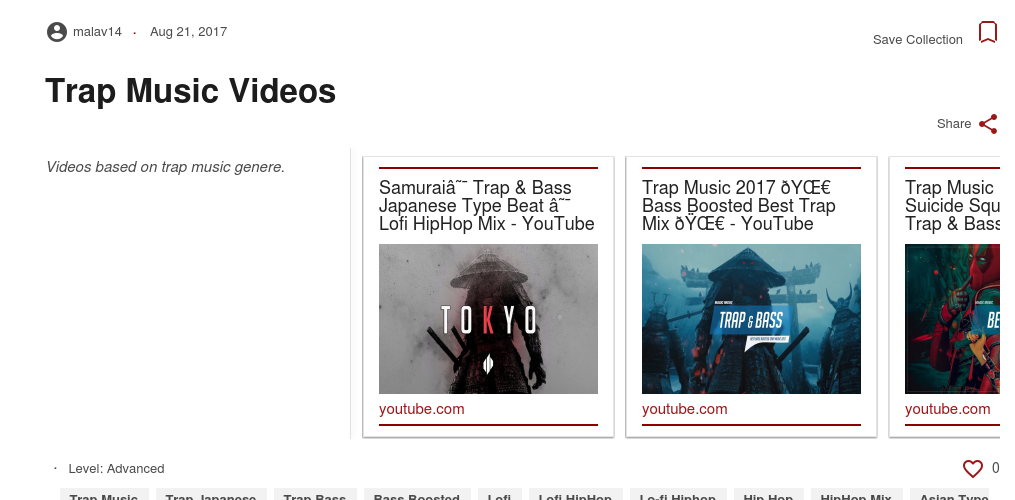 malav14 · Aug 21, 2017
Save Collection
Trap Music Videos
Share
Videos based on trap music genere.
Samuraiâ˜¯ Trap & Bass
Japanese Type Beat â˜¯
Lofi HipHop Mix - YouTube
TOKYO
youtube.com
Trap Music 2017 ðŸŒ€
Bass Boosted Best Trap
Mix ðŸŒ€ - YouTube
TRAP & BASS
youtube.com
Trap Music
Suicide Squ
Trap & Bass
BE
youtube.com
· Level: Advanced
0
Trap Music Trap Japanese Trap Bass Bass Boosted Lofi Lofi HipHop Lo-fi Hiphop Hip Hop HipHop Mix Asian Type